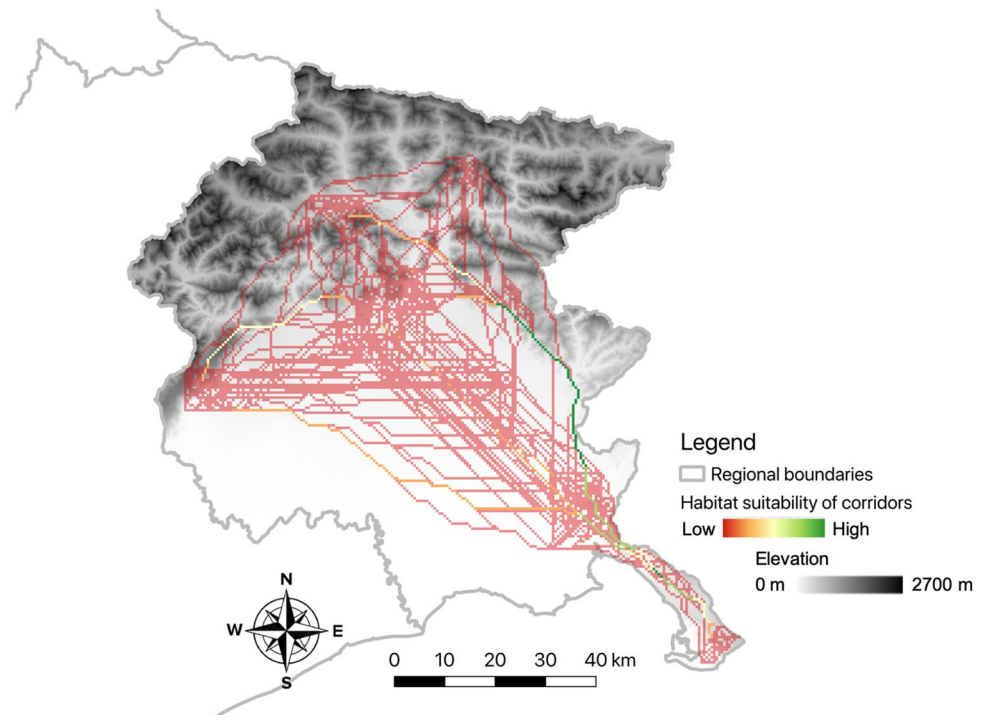 Legend
Regional boundaries
Habitat suitability of corridors
Low High
Elevation
0 m 2700 m
N
W E
S
0 10 20 30 40 km